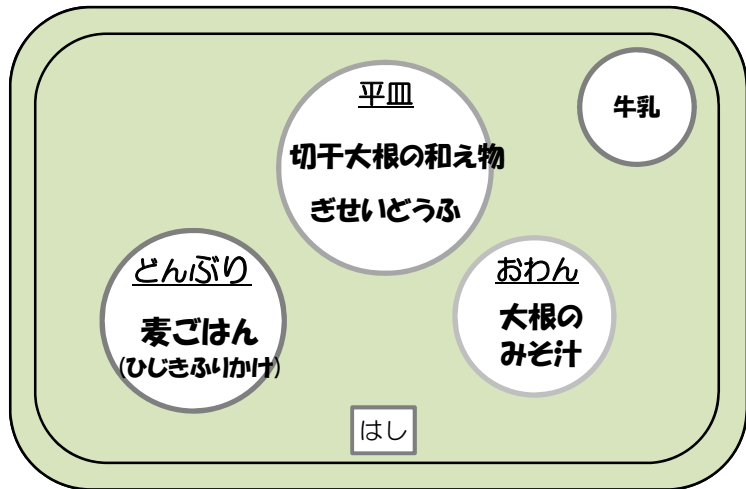 平皿
切干大根の和え物
ぎせいどうふ
牛乳
どんぶり
麦ごはん
(ひじきふりかけ)
おわん
大根の
みそ汁
はし